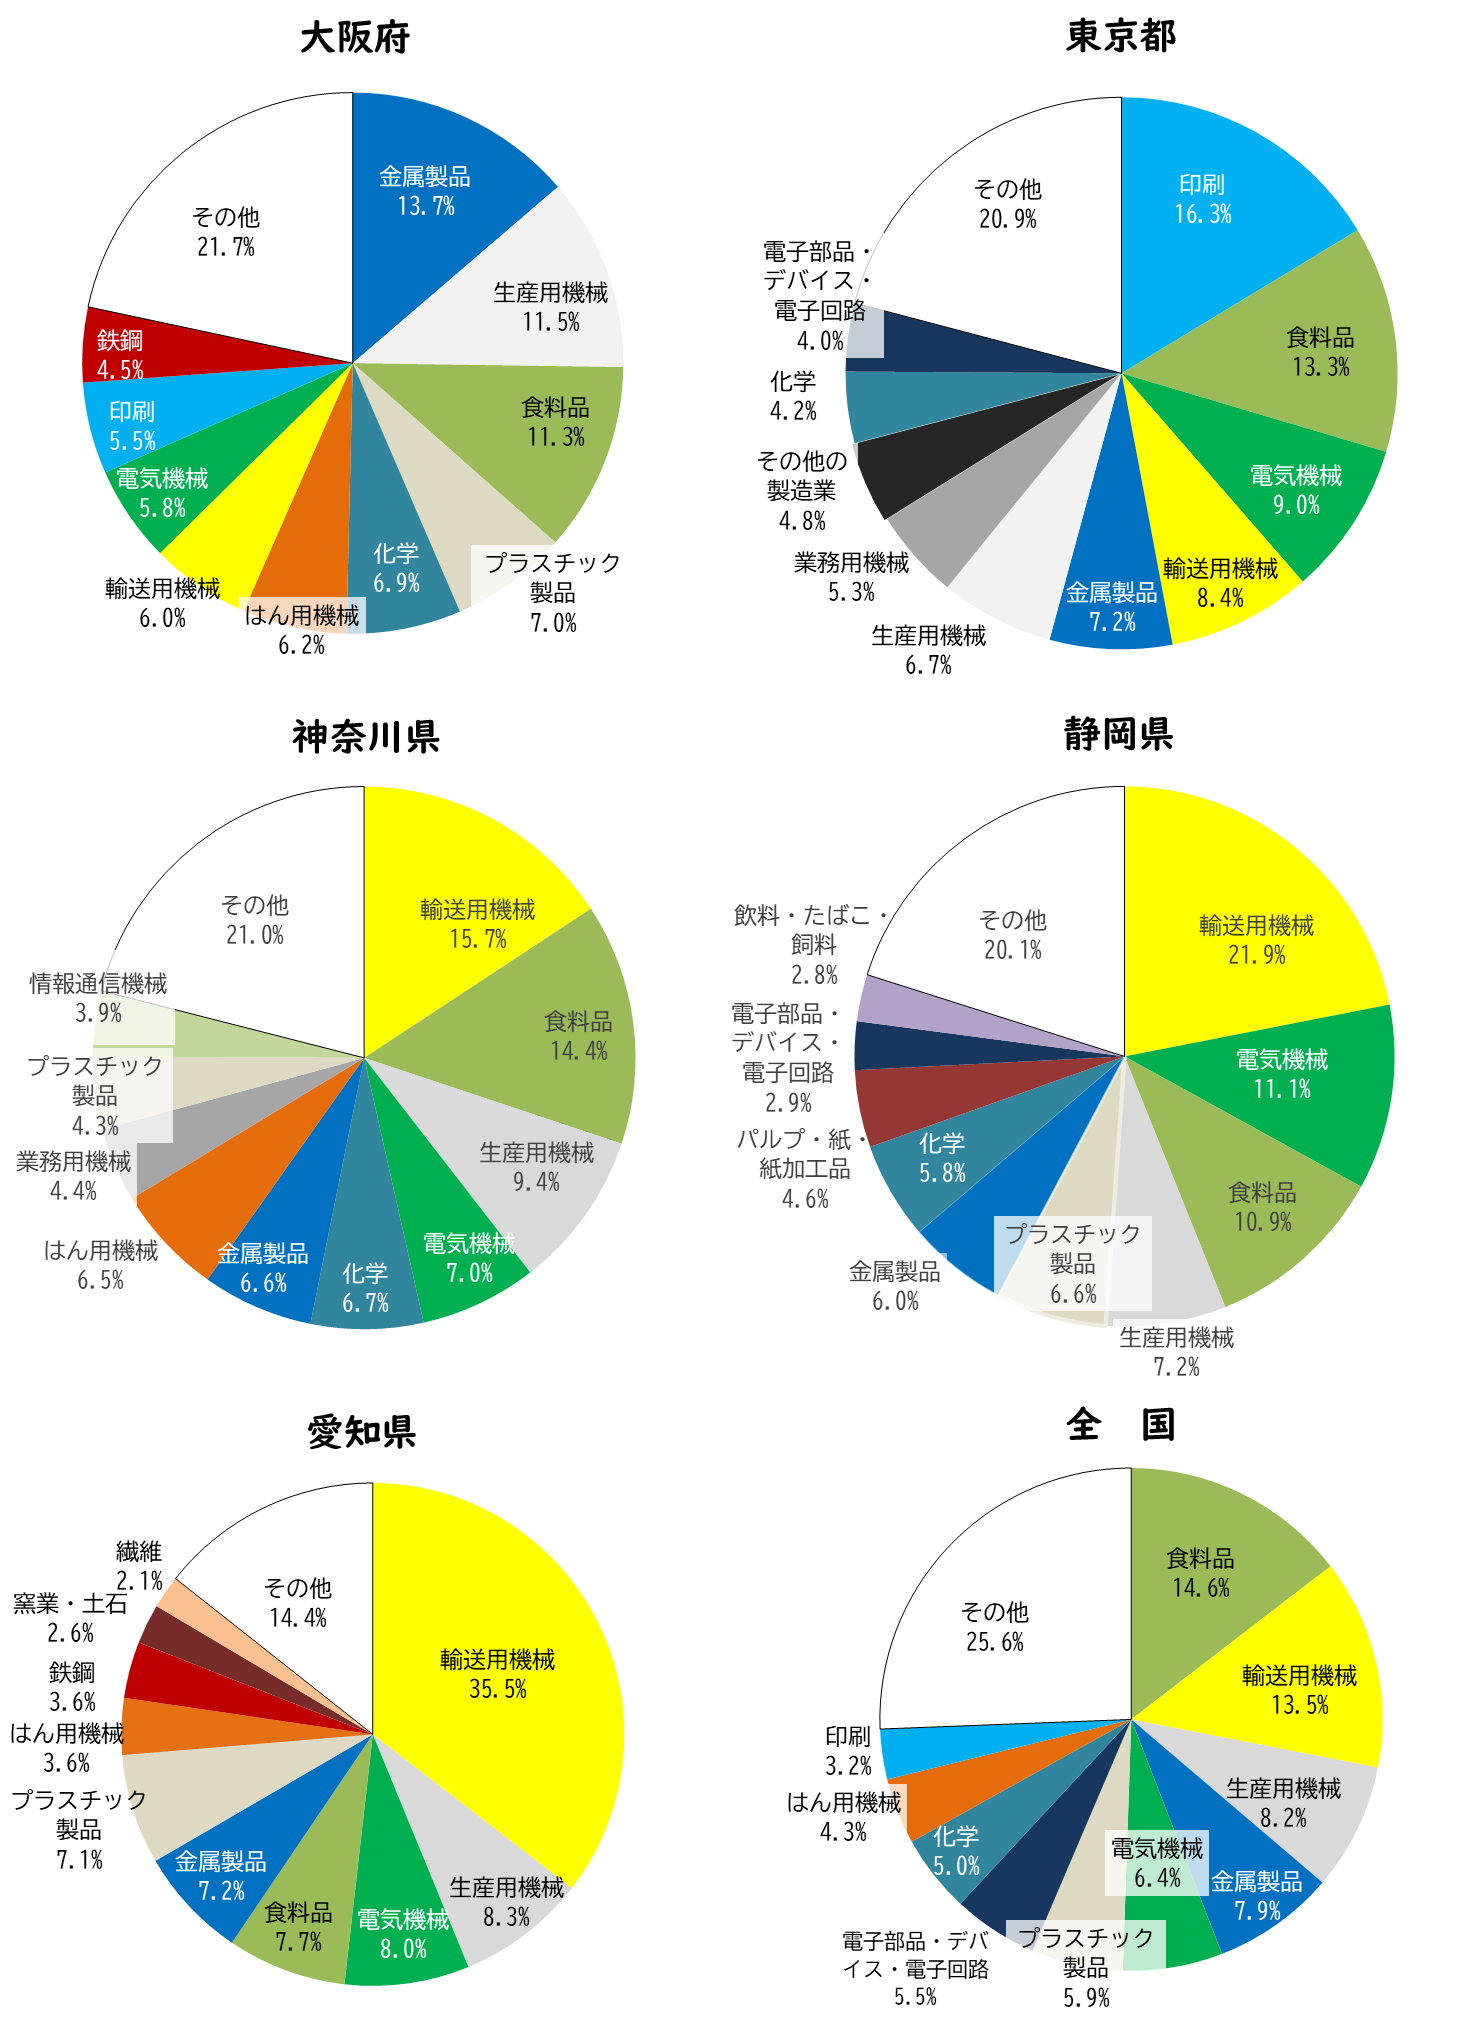 大阪府
金属製品
13.7%
生産用機械
11.5%
食料品
11.3%
プラスチック
製品
7.0%
化学
6.9%
はん用機械
6.2%
輸送用機械
6.0%
電気機械
5.8%
印刷
5.5%
鉄鋼
4.5%
その他
21.7%
東京都
印刷
16.3%
食料品
13.3%
電気機械
9.0%
輸送用機械
8.4%
金属製品
7.2%
生産用機械
6.7%
業務用機械
5.3%
その他の
製造業
4.8%
化学
4.2%
電子部品・
デバイス・
電子回路
4.0%
その他
20.9%
神奈川県
輸送用機械
15.7%
食料品
14.4%
生産用機械
9.4%
電気機械
7.0%
化学
6.7%
金属製品
6.6%
はん用機械
6.5%
業務用機械
4.4%
プラスチック
製品
4.3%
情報通信機械
3.9%
その他
21.0%
静岡県
輸送用機械
21.9%
電気機械
11.1%
食料品
10.9%
生産用機械
7.2%
プラスチック
製品
6.6%
金属製品
6.0%
化学
5.8%
パルプ・紙・
紙加工品
4.6%
電子部品・
デバイス・
電子回路
2.9%
飲料・たばこ・
飼料
2.8%
その他
20.1%
愛知県
輸送用機械
35.5%
生産用機械
8.3%
電気機械
8.0%
食料品
7.7%
金属製品
7.2%
プラスチック
製品
7.1%
はん用機械
3.6%
鉄鋼
3.6%
窯業・土石
2.6%
繊維
2.1%
その他
14.4%
全　国
食料品
14.6%
輸送用機械
13.5%
生産用機械
8.2%
金属製品
7.9%
電気機械
6.4%
プラスチック
製品
5.9%
電子部品・デバ
イス・電子回路
5.5%
化学
5.0%
はん用機械
4.3%
印刷
3.2%
その他
25.6%